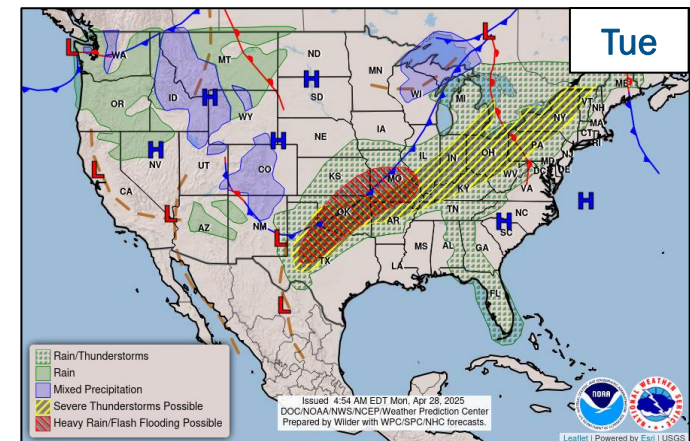 Tue
L
L
WA
MT
ND
MN
ME
H
OR
ID
H
SD
WI
MI
VT
NH
NY
WY
MA
CT
RI
IA
PA
H
NE
NJ
H
NV
UT
IL
IN
OH
MD
DE
DC
CO
WV
VA
L
KS
MO
KY
CA
H
L
OK
TN
NC
H
SC
AZ
NM
AR
L
MS
AL
GA
TX
LA
FL
L
Rain/Thunderstorms
Rain
Mixed Precipitation
Severe Thunderstorms Possible
Heavy Rain/Flash Flooding Possible
Issued 4:54 AM EDT Mon, Apr 28, 2025
DOC/NOAA/NWS/NCEP/Weather Prediction Center
Prepared by Wilder with WPC/SPC/NHC forecasts.
NOAA
NATIONAL WEATHER SERVICE
Leaflet | Powered by Esri | USGS